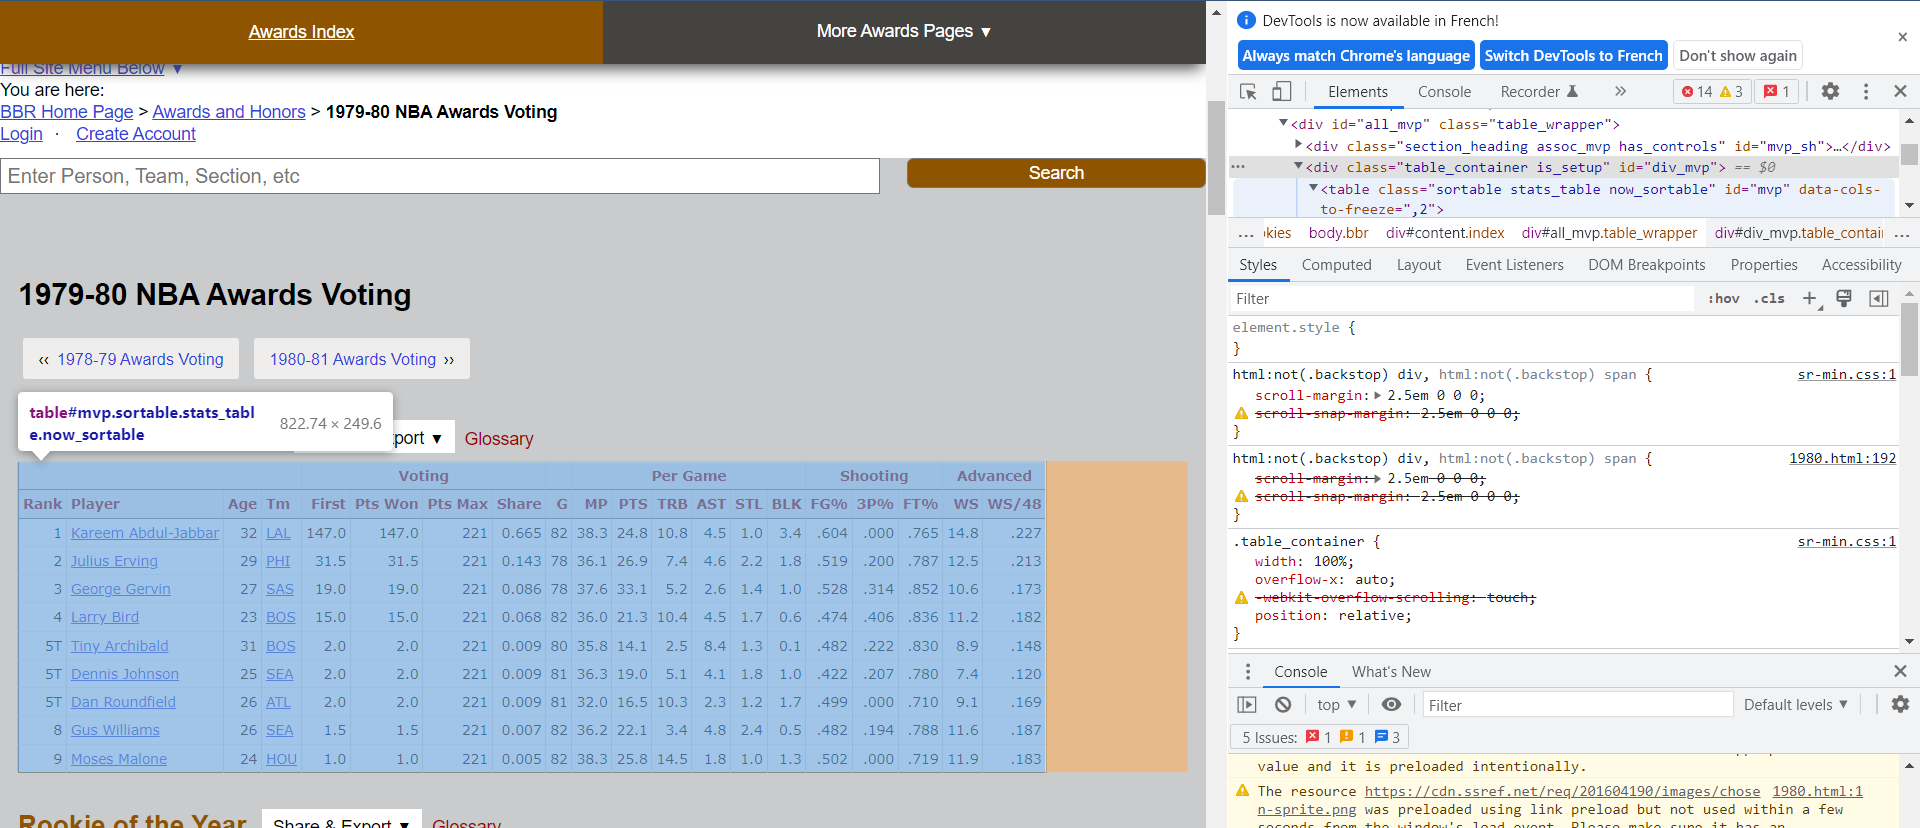 Awards Index
More Awards Pages ▼
Full Site Menu Below ▼
You are here:
BBR Home Page > Awards and Honors > 1979-80 NBA Awards Voting
Login · Create Account
Enter Person, Team, Section, etc
Search
1979-80 NBA Awards Voting
‹‹ 1978-79 Awards Voting
1980-81 Awards Voting ››
table#mvp.sortable.stats_tabl
e.now_sortable
822.74 × 249.6
port ▼ Glossary
Voting Per Game Shooting Advanced
Rank Player Age Tm First Pts Won Pts Max Share G MP PTS TRB AST STL BLK FG% 3P% FT% WS WS/48
1 Kareem Abdul-Jabbar 32 LAL 147.0 147.0 221 0.665 82 38.3 24.8 10.8 4.5 1.0 3.4 .604 .000 .765 14.8 .227
2 Julius Erving 29 PHI 31.5 31.5 221 0.143 78 36.1 26.9 7.4 4.6 2.2 1.8 .519 .200 .787 12.5 .213
3 George Gervin 27 SAS 19.0 19.0 221 0.086 78 37.6 33.1 5.2 2.6 1.4 1.0 .528 .314 .852 10.6 .173
4 Larry Bird 23 BOS 15.0 15.0 221 0.068 82 36.0 21.3 10.4 4.5 1.7 0.6 .474 .406 .836 11.2 .182
5T Tiny Archibald 31 BOS 2.0 2.0 221 0.009 80 35.8 14.1 2.5 8.4 1.3 0.1 .482 .222 .830 8.9 .148
5T Dennis Johnson 25 SEA 2.0 2.0 221 0.009 81 36.3 19.0 5.1 4.1 1.8 1.0 .422 .207 .780 7.4 .120
5T Dan Roundfield 26 ATL 2.0 2.0 221 0.009 81 32.0 16.5 10.3 2.3 1.2 1.7 .499 .000 .710 9.1 .169
8 Gus Williams 26 SEA 1.5 1.5 221 0.007 82 36.2 22.1 3.4 4.8 2.4 0.5 .482 .194 .788 11.6 .187
9 Moses Malone 24 HOU 1.0 1.0 221 0.005 82 38.3 25.8 14.5 1.8 1.0 1.3 .502 .000 .719 11.9 .183
Rookie of the Year Share & Export ▼ Glossary
DevTools is now available in French!
Always match Chrome's language Switch DevTools to French Don't show again
Elements Console Recorder 14 3 1
<div id="all_mvp" class="table_wrapper">
<div class="section_heading assoc_mvp has_controls" id="mvp_sh">…</div>
<div class="table_container is_setup" id="div_mvp"> == $0
<table class="sortable stats_table now_sortable" id="mvp" data-cols-
to-freeze=",2">
... okies body.bbr div#content.index div#all_mvp.table_wrapper div#div_mvp.table_contai ...
Styles Computed Layout Event Listeners DOM Breakpoints Properties Accessibility
Filter :hov .cls
element.style {
}
html:not(.backstop) div, html:not(.backstop) span { sr-min.css:1
scroll-margin: 2.5em 0 0 0;
scroll-snap-margin: 2.5em 0 0 0;
}
html:not(.backstop) div, html:not(.backstop) span { 1980.html:192
scroll-margin: 2.5em 0 0 0;
scroll-snap-margin: 2.5em 0 0 0;
}
.table_container { sr-min.css:1
width: 100%;
overflow-x: auto;
-webkit-overflow-scrolling: touch;
position: relative;
}
Console What's New
top ▼ Filter Default levels ▼
5 Issues: 1 1 3
value and it is preloaded intentionally.
The resource https://cdn.ssref.net/req/201604190/images/chose 1980.html:1
n-sprite.png was preloaded using link preload but not used within a few
seconds from the window's load event. Please make sure it has an